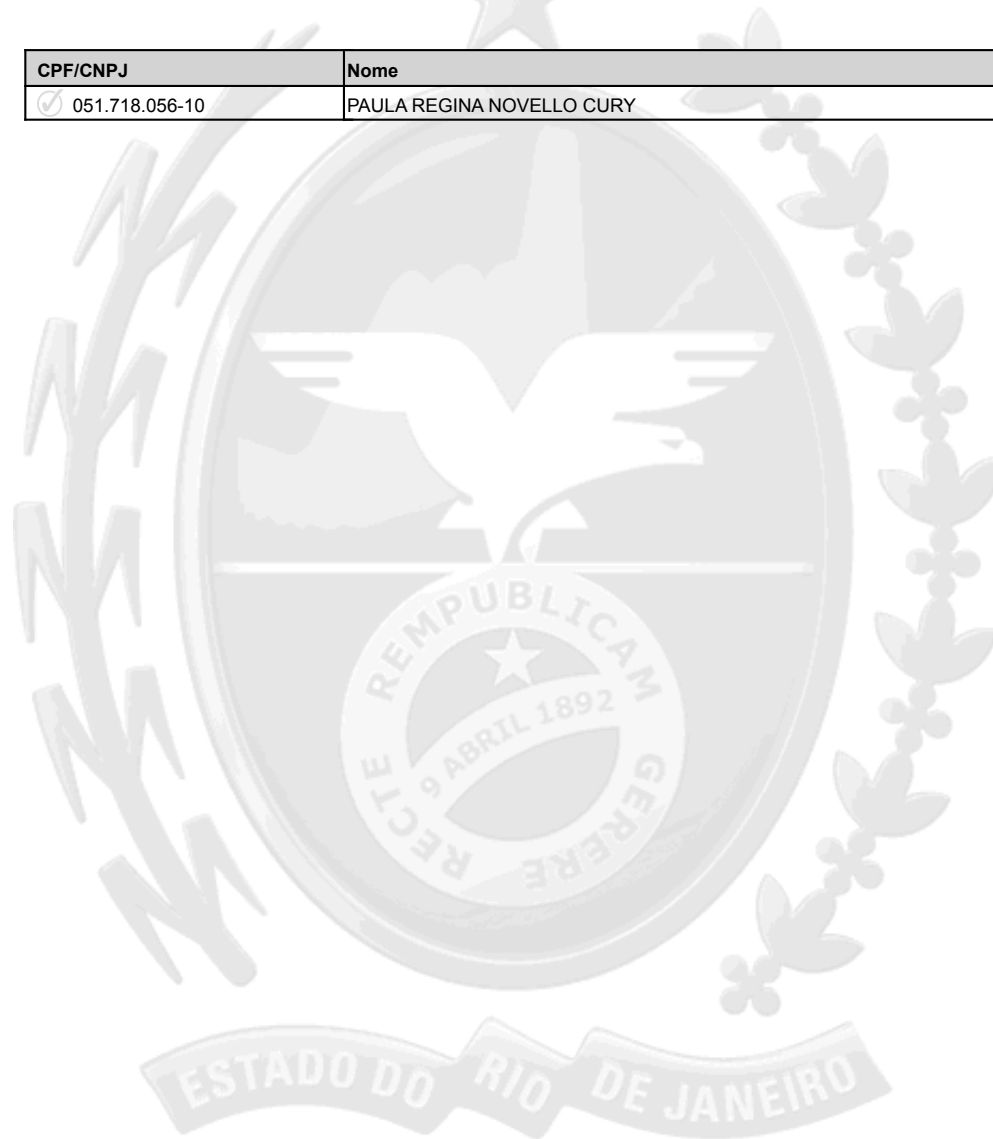 CPF/CNPJ Nome
051.718.056-10 PAULA REGINA NOVELLO CURY
RECTE REMPUBLICAM GERERE
9 ABRIL 1892
ESTADO DO RIO DE JANEIRO